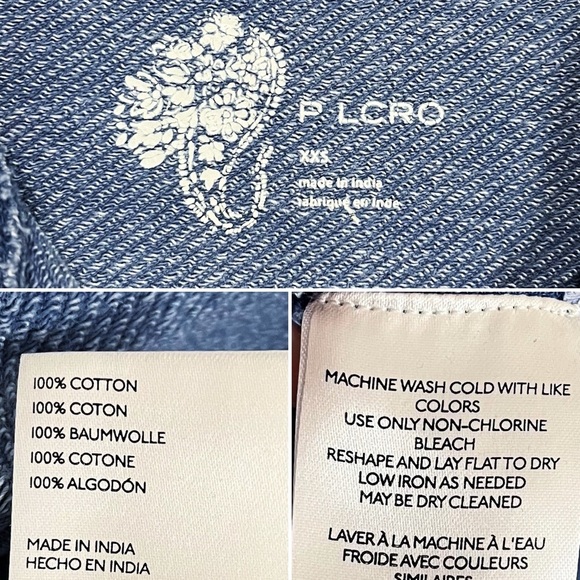 P LCRO
XXS
made in india
fabriqué en inde
100% COTTON
100% COTON
100% BAUMWOLLE
100% COTONE
100% ALGODÓN
MADE IN INDIA
HECHO EN INDIA
MACHINE WASH COLD WITH LIKE
COLORS
USE ONLY NON-CHLORINE
BLEACH
RESHAPE AND LAY FLAT TO DRY
LOW IRON AS NEEDED
MAY BE DRY CLEANED
LAVER À LA MACHINE À L'EAU
FROIDE AVEC COULEURS
SIMILAIRES